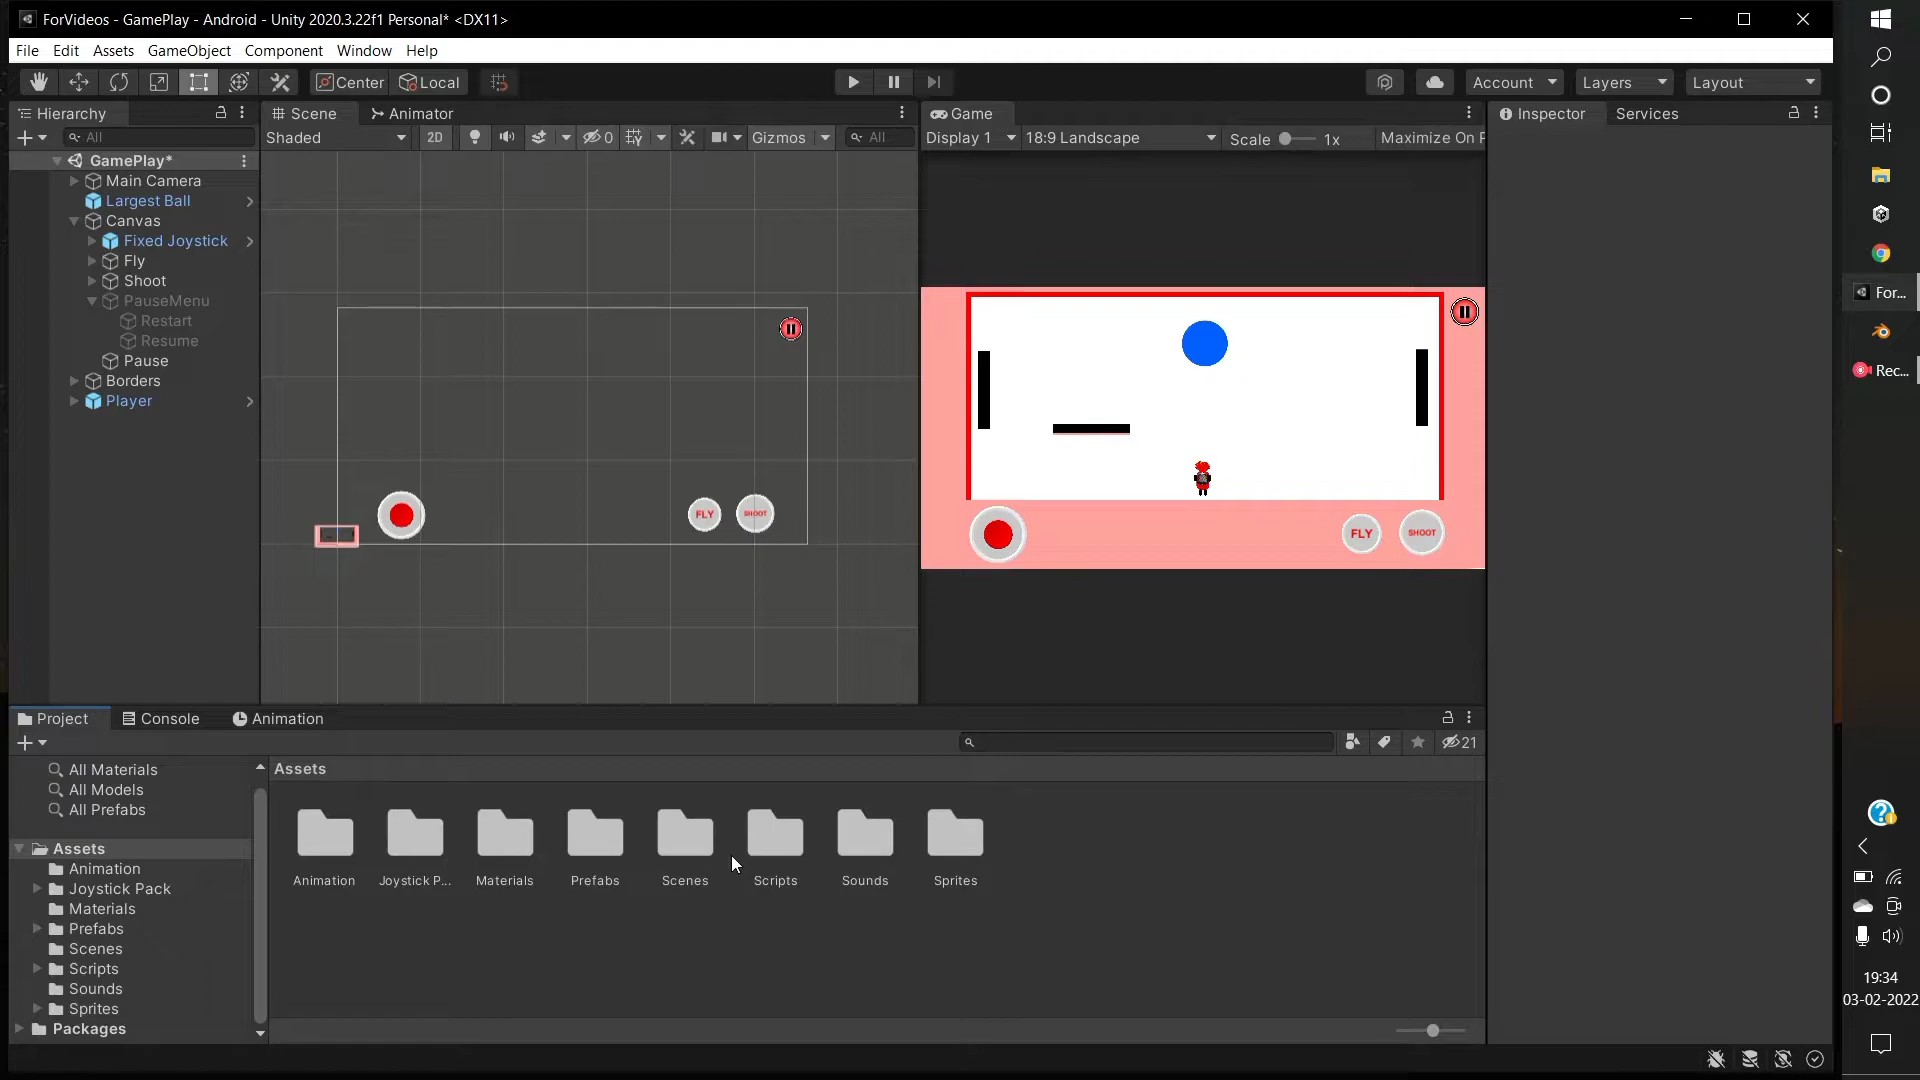 ForVideos - GamePlay - Android - Unity 2020.3.22f1 Personal* <DX11>
File Edit Assets GameObject Component Window Help
Center Local Account Layers Layout
Hierarchy
All
GamePlay*
Main Camera
Largest Ball
Canvas
Fixed Joystick
Fly
Shoot
PauseMenu
Restart
Resume
Pause
Borders
Player
Scene Animator
Shaded 2D 0 Gizmos All
FLY SHOOT
Game
Display 1 18:9 Landscape Scale 1x Maximize On P
FLY SHOOT
Inspector Services
Project Console Animation
21
All Materials
All Models
All Prefabs
Assets
Animation
Joystick Pack
Materials
Prefabs
Scenes
Scripts
Sounds
Sprites
Packages
Assets
Animation Joystick P... Materials Prefabs Scenes Scripts Sounds Sprites
For...
Rec...
19:34
03-02-2022